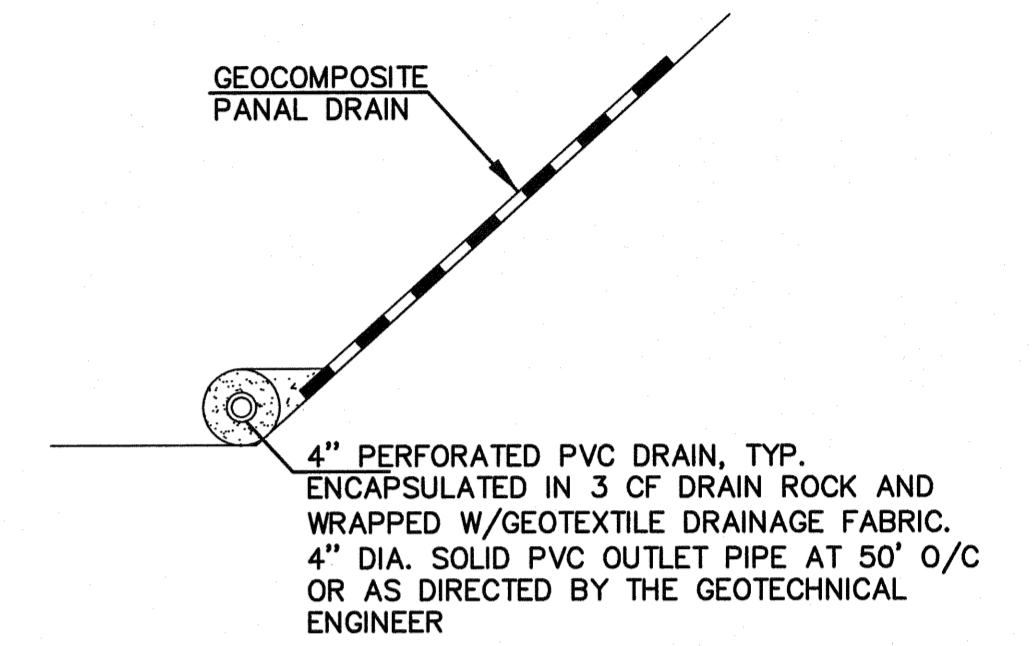 GEOCOMPOSITE
PANAL DRAIN
4" PERFORATED PVC DRAIN, TYP.
ENCAPSULATED IN 3 CF DRAIN ROCK AND
WRAPPED W/GEOTEXTILE DRAINAGE FABRIC.
4" DIA. SOLID PVC OUTLET PIPE AT 50' O/C
OR AS DIRECTED BY THE GEOTECHNICAL
ENGINEER